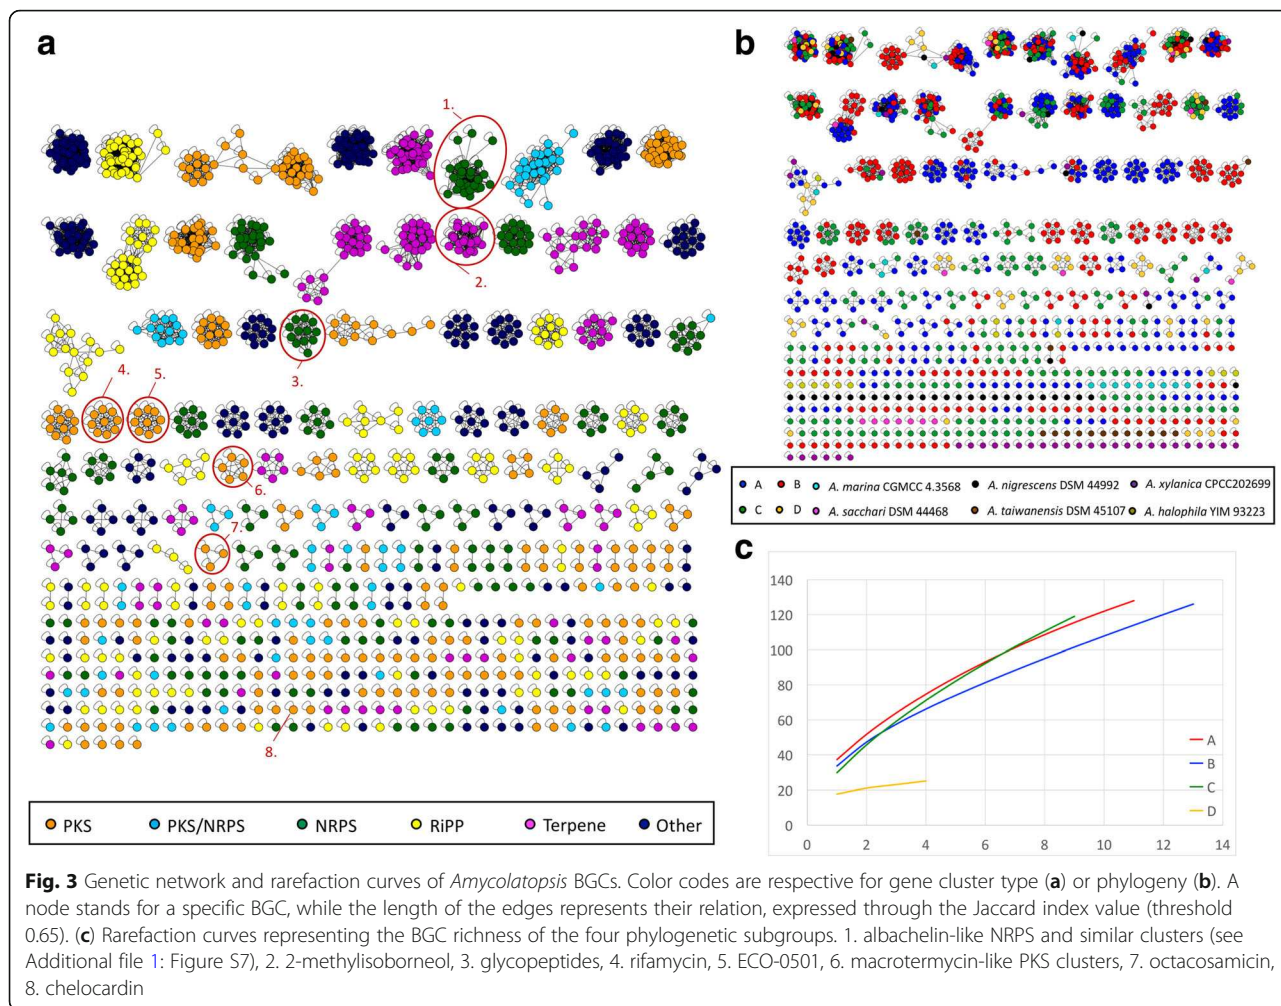 a
1.
2.
3.
4.
5.
6.
7.
8.
PKS
PKS/NRPS
NRPS
RiPP
Terpene
Other
b
A
B
A. marina CGMCC 4.3568
A. nigrescens DSM 44992
A. xylanica CPCC202699
C
D
A. sacchari DSM 44468
A. taiwanensis DSM 45107
A. halophila YIM 93223
c
140
120
100
80
60
40
20
0
0 2 4 6 8 10 12 14
A
B
C
D
Fig. 3 Genetic network and rarefaction curves of Amycolatopsis BGCs. Color codes are respective for gene cluster type (a) or phylogeny (b). A
node stands for a specific BGC, while the length of the edges represents their relation, expressed through the Jaccard index value (threshold
0.65). (c) Rarefaction curves representing the BGC richness of the four phylogenetic subgroups. 1. albachelin-like NRPS and similar clusters (see
Additional file 1: Figure S7), 2. 2-methylisoborneol, 3. glycopeptides, 4. rifamycin, 5. ECO-0501, 6. macrotermycin-like PKS clusters, 7. octacosamicin,
8. chelocardin